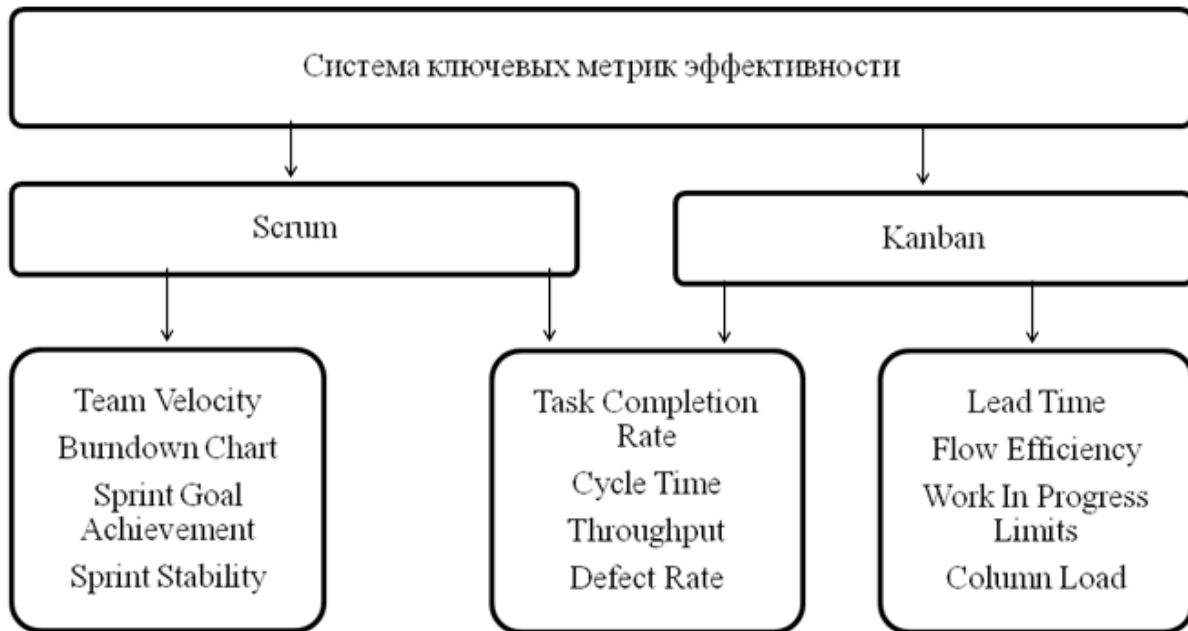 Система ключевых метрик эффективности
Scrum
Kanban
Team Velocity
Burndown Chart
Sprint Goal
Achievement
Sprint Stability
Task Completion
Rate
Cycle Time
Throughput
Defect Rate
Lead Time
Flow Efficiency
Work In Progress
Limits
Column Load